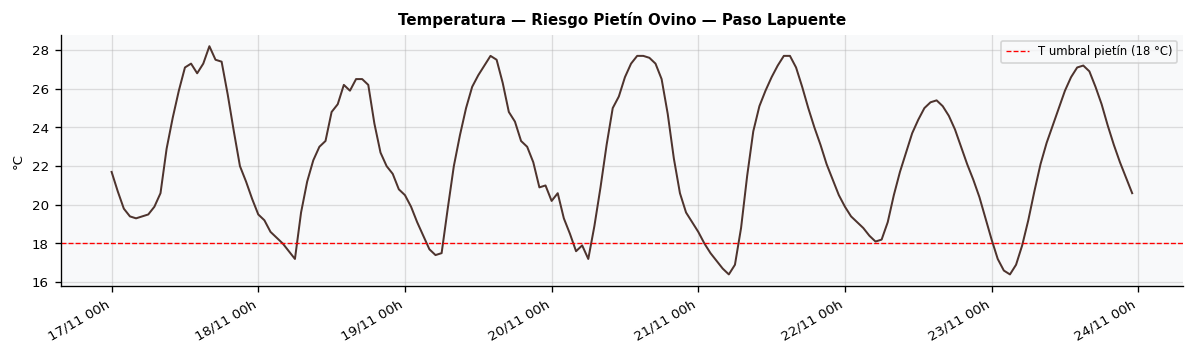 Temperatura — Riesgo Pietín Ovino — Paso Lapuente
T umbral pietín (18 °C)
°C
28
26
24
22
20
18
16
17/11 00h
18/11 00h
19/11 00h
20/11 00h
21/11 00h
22/11 00h
23/11 00h
24/11 00h